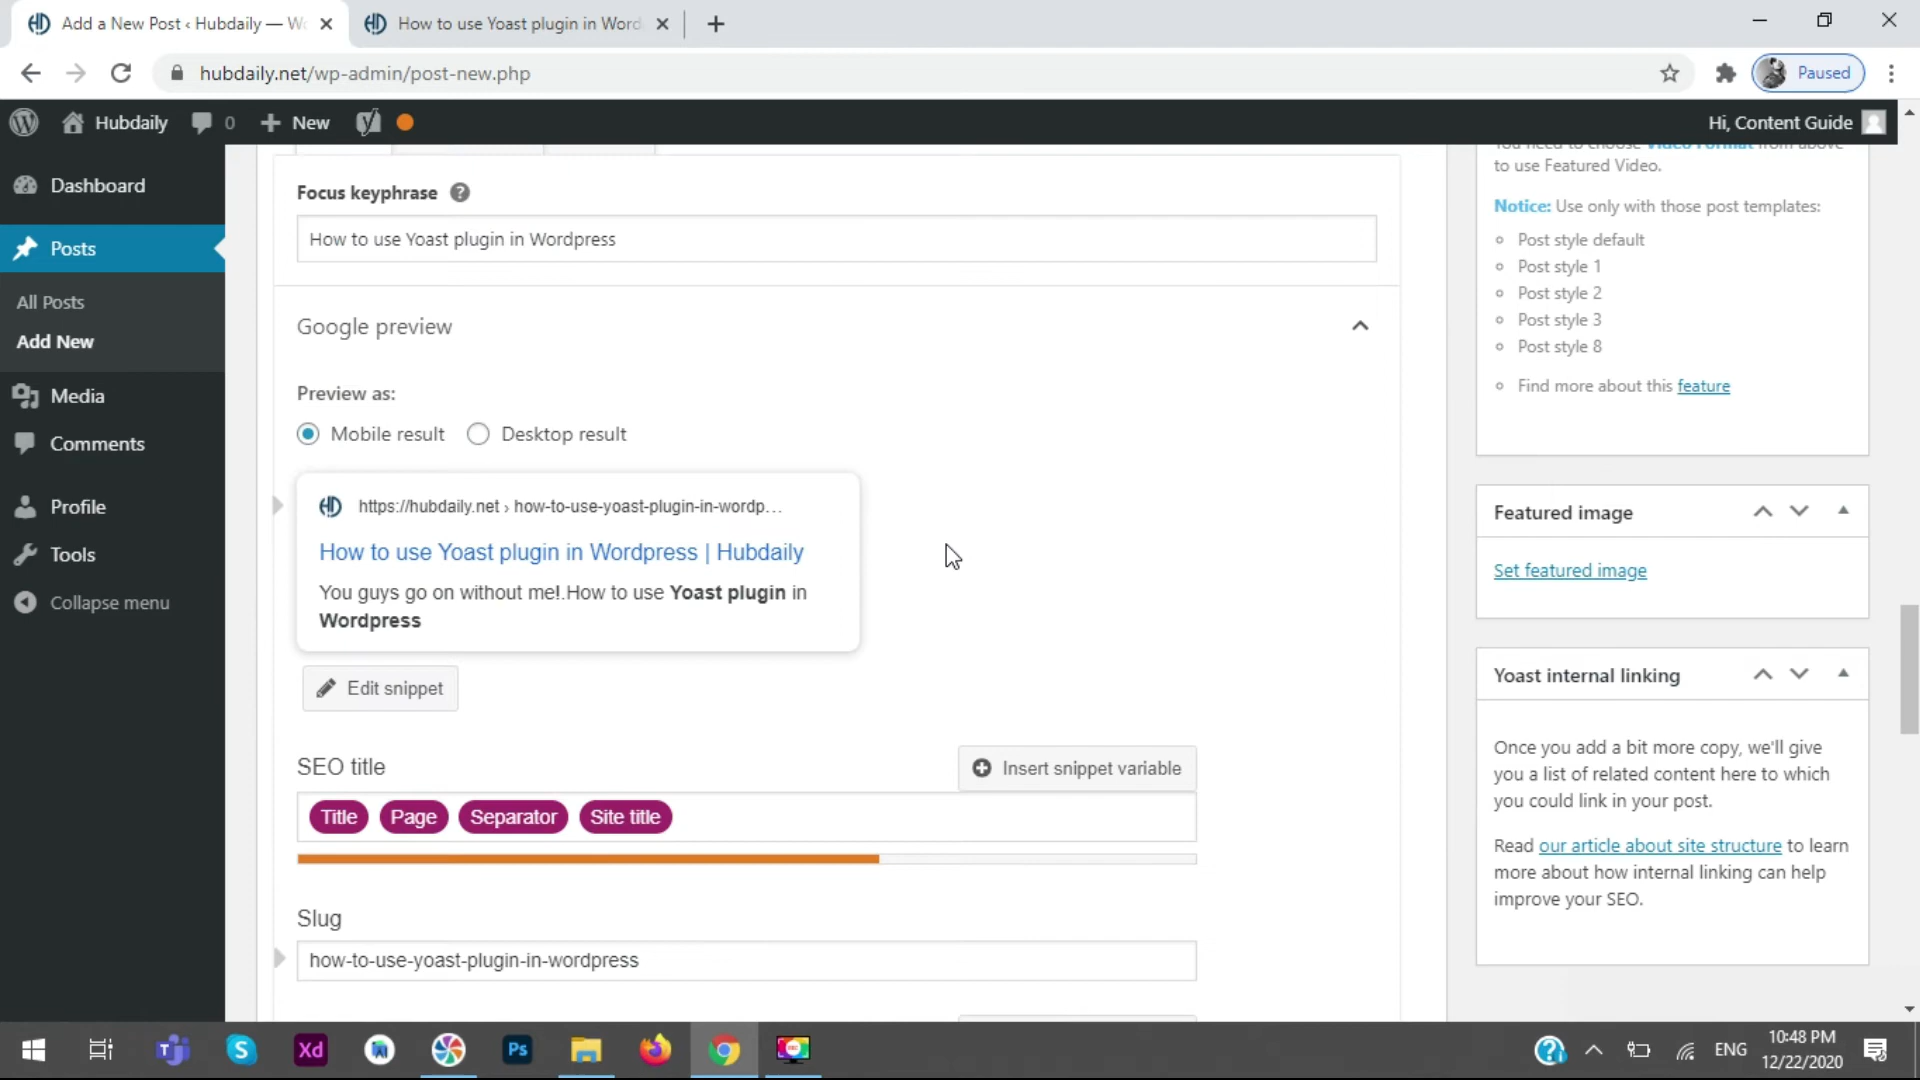 Add a New Post ‹ Hubdaily — Wo
How to use Yoast plugin in Word
hubdaily.net/wp-admin/post-new.php
Paused
Hubdaily
0
New
Hi, Content Guide
Dashboard
Posts
All Posts
Add New
Media
Comments
Profile
Tools
Collapse menu
Focus keyphrase ?
How to use Yoast plugin in Wordpress
Google preview
Preview as:
Mobile result
Desktop result
https://hubdaily.net › how-to-use-yoast-plugin-in-wordp…
How to use Yoast plugin in Wordpress | Hubdaily
You guys go on without me!.How to use Yoast plugin in
Wordpress
Edit snippet
SEO title
Insert snippet variable
Title Page Separator Site title
Slug
how-to-use-yoast-plugin-in-wordpress
You need to choose Video Format from above
to use Featured Video.
Notice: Use only with those post templates:
Post style default
Post style 1
Post style 2
Post style 3
Post style 8
Find more about this feature
Featured image
Set featured image
Yoast internal linking
Once you add a bit more copy, we'll give
you a list of related content here to which
you could link in your post.
Read our article about site structure to learn
more about how internal linking can help
improve your SEO.
Xd
Ps
ENG
10:48 PM
12/22/2020